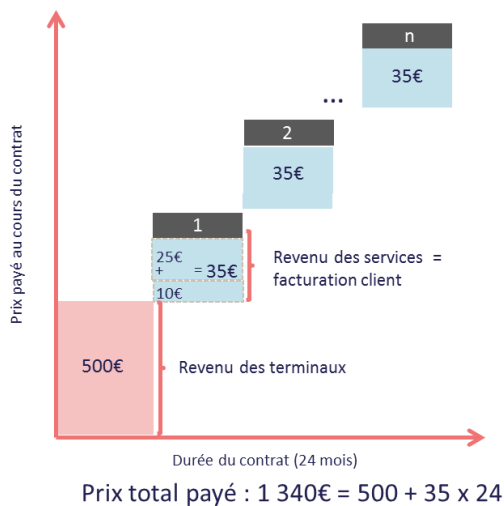 n
35€
...
2
35€
1
25€
+ = 35€
10€
Revenu des services =
facturation client
500€
Revenu des terminaux
Prix payé au cours du contrat
Durée du contrat (24 mois)
Prix total payé : 1 340€ = 500 + 35 x 24